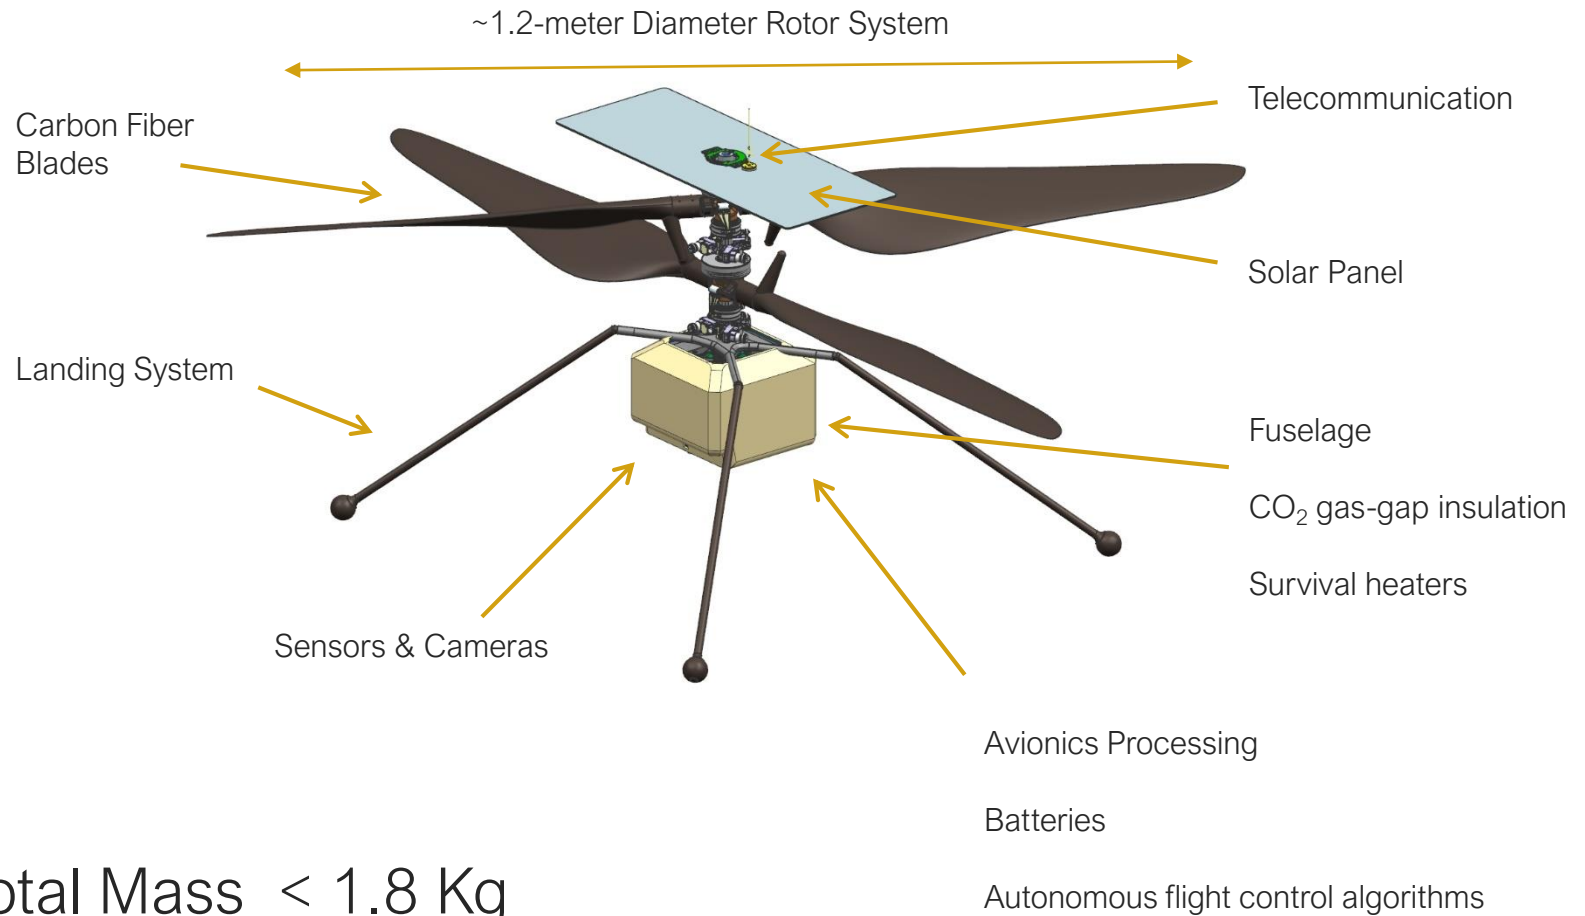 ~1.2-meter Diameter Rotor System
Carbon Fiber
Blades
Telecommunication
Solar Panel
Landing System
Fuselage
CO₂ gas-gap insulation
Survival heaters
Sensors & Cameras
Avionics Processing
Batteries
Autonomous flight control algorithms
otal Mass < 1.8 Kg